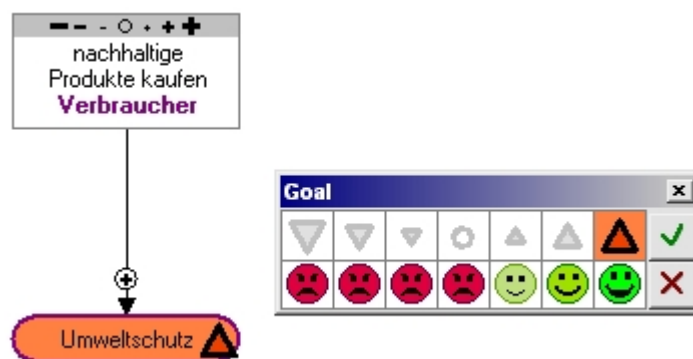 nachhaltige
Produkte kaufen
Verbraucher
Goal
Umweltschutz